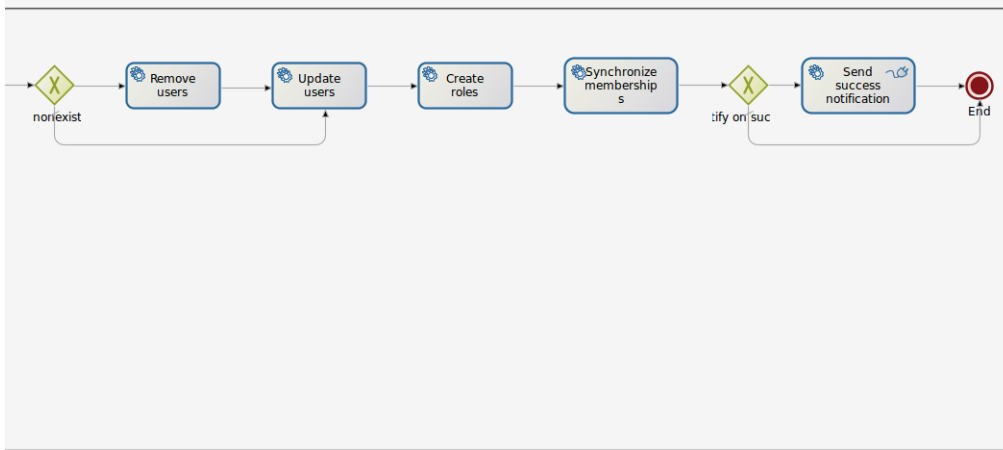 nonexist
Remove
users
Update
users
Create
roles
Synchronize
membership
s
tify on suc
Send
success
notification
End